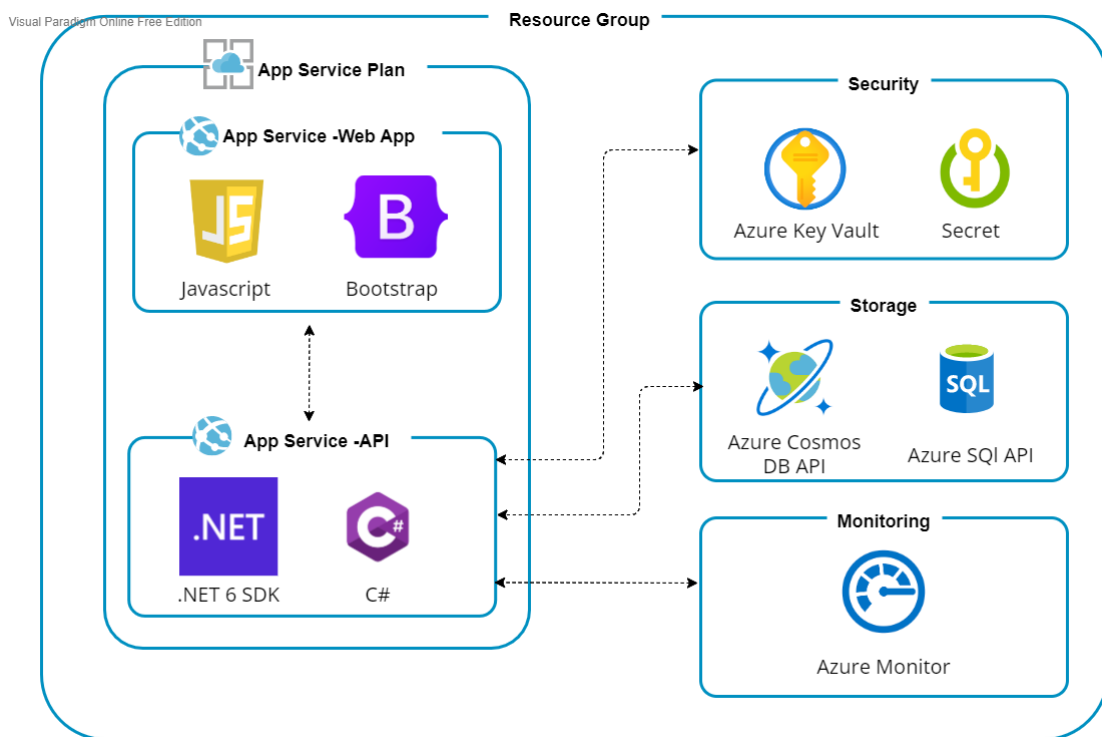 Visual Paradigm Online Free Edition
Resource Group
App Service Plan
App Service -Web App
JS
Javascript
B
Bootstrap
App Service -API
.NET
.NET 6 SDK
C#
C#
Security
Azure Key Vault
Secret
Storage
Azure Cosmos
DB API
SQL
Azure SQl API
Monitoring
Azure Monitor